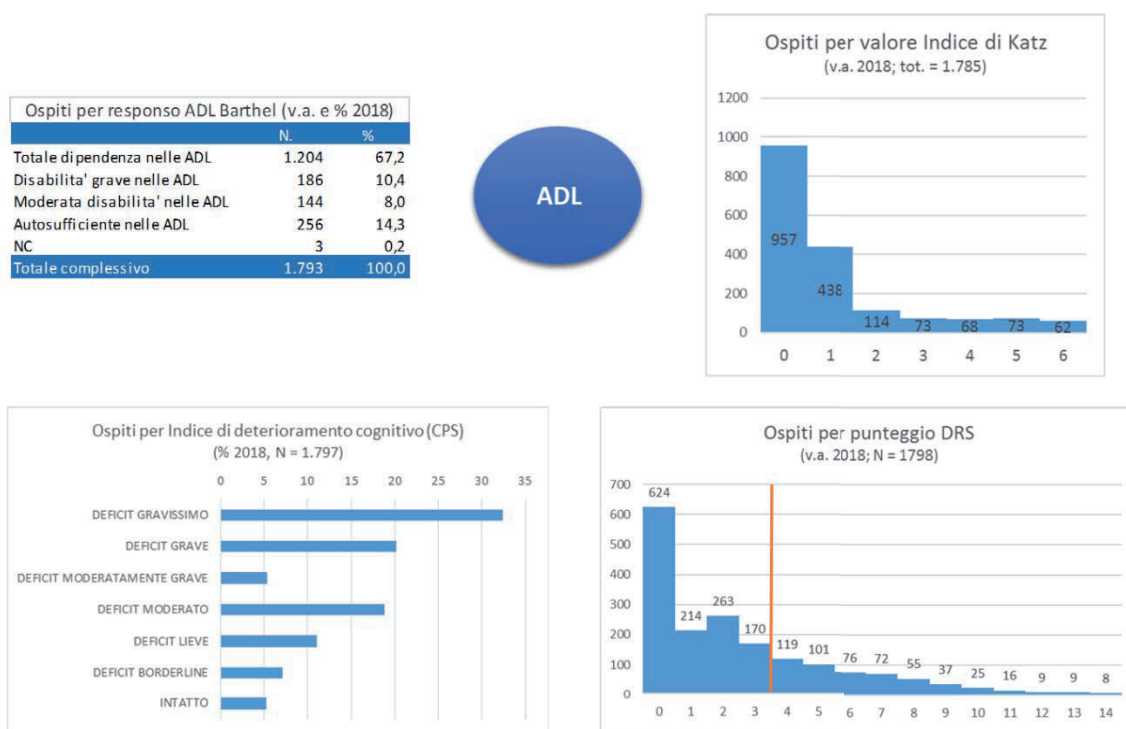 Ospiti per responso ADL Barthel (v.a. e % 2018)
N. %
Totale dipendenza nelle ADL 1.204 67,2
Disabilita' grave nelle ADL 186 10,4
Moderata disabilita' nelle ADL 144 8,0
Autosufficiente nelle ADL 256 14,3
NC 3 0,2
Totale complessivo 1.793 100,0
ADL
Ospiti per valore Indice di Katz
(v.a. 2018; tot. = 1.785)
1200
1000
800
600
400
200
0
957 438 114 73 68 73 62
0 1 2 3 4 5 6
Ospiti per Indice di deterioramento cognitivo (CPS)
(% 2018, N = 1.797)
0 5 10 15 20 25 30 35
DEFICIT GRAVISSIMO
DEFICIT GRAVE
DEFICIT MODERATAMENTE GRAVE
DEFICIT MODERATO
DEFICIT LIEVE
DEFICIT BORDERLINE
INTATTO
Ospiti per punteggio DRS
(v.a. 2018; N = 1798)
700
600
500
400
300
200
100
0
624 214 263 170 119 101 76 72 55 37 25 16 9 9 8
0 1 2 3 4 5 6 7 8 9 10 11 12 13 14